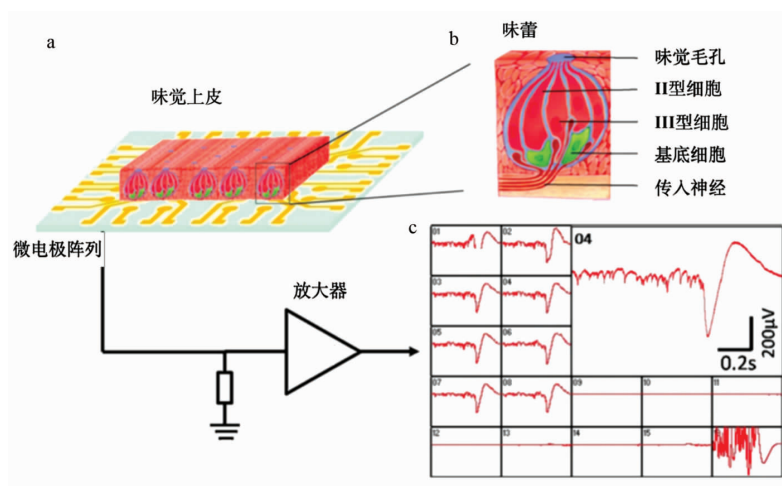 a
味觉上皮
微电极阵列
放大器
b
味蕾
味觉毛孔
II型细胞
III型细胞
基底细胞
传入神经
c
01
02
04
200μV
0.2s
03
04
05
06
07
08
09
10
11
12
13
14
15